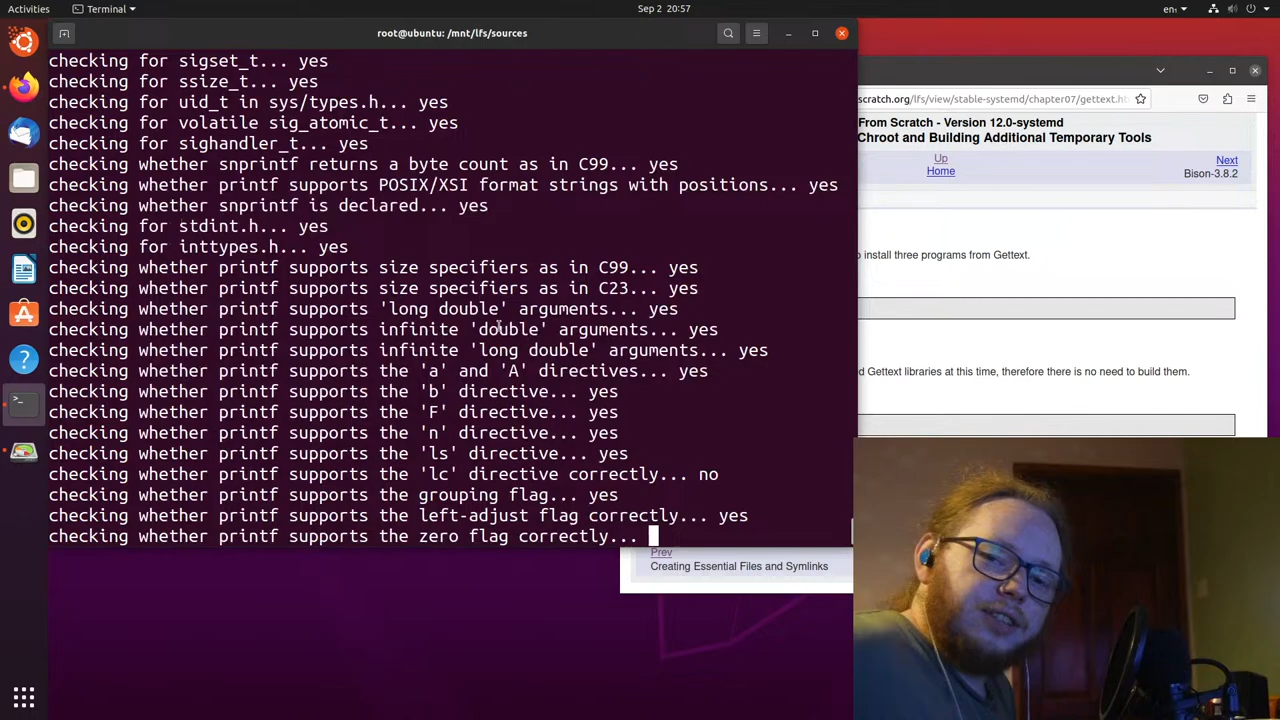 Activities
Terminal
Sep 2 20:57
en
root@ubuntu: /mnt/lfs/sources
checking for sigset_t... yes
checking for ssize_t... yes
checking for uid_t in sys/types.h... yes
checking for volatile sig_atomic_t... yes
checking for sighandler_t... yes
checking whether snprintf returns a byte count as in C99... yes
checking whether printf supports POSIX/XSI format strings with positions... yes
checking whether snprintf is declared... yes
checking for stdint.h... yes
checking for inttypes.h... yes
checking whether printf supports size specifiers as in C99... yes
checking whether printf supports size specifiers as in C23... yes
checking whether printf supports 'long double' arguments... yes
checking whether printf supports infinite 'double' arguments... yes
checking whether printf supports infinite 'long double' arguments... yes
checking whether printf supports the 'a' and 'A' directives... yes
checking whether printf supports the 'b' directive... yes
checking whether printf supports the 'F' directive... yes
checking whether printf supports the 'n' directive... yes
checking whether printf supports the 'ls' directive... yes
checking whether printf supports the 'lc' directive correctly... no
checking whether printf supports the grouping flag... yes
checking whether printf supports the left-adjust flag correctly... yes
checking whether printf supports the zero flag correctly...
scratch.org/lfs/view/stable-systemd/chapter07/gettext.ht
From Scratch - Version 12.0-systemd
Chroot and Building Additional Temporary Tools
Up
Home
Next
Bison-3.8.2
o install three programs from Gettext.
d Gettext libraries at this time, therefore there is no need to build them.
Prev
Creating Essential Files and Symlinks